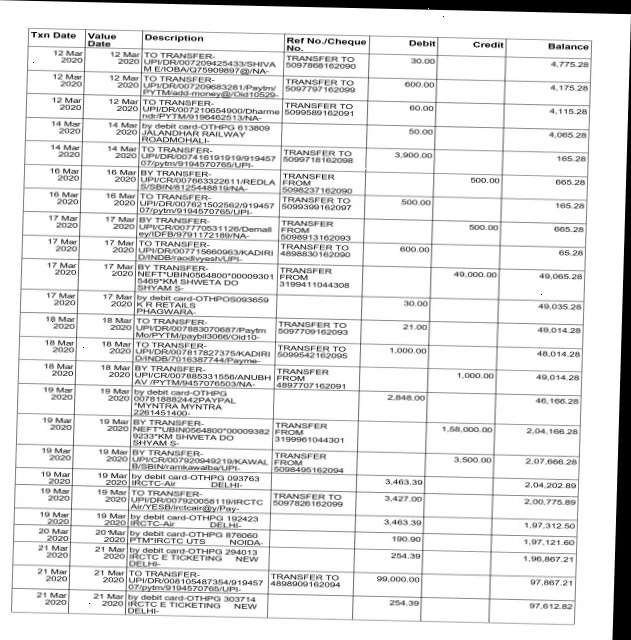 Txn Date Value Date Description Ref No./Cheque No. Debit Credit Balance
12 Mar 2020 12 Mar 2020 TO TRANSFER- TRANSFER TO 30.00 4,775.28
UPI/DR/007209425433/SHIVA 5097868162090
M E/IOBA/Q75909897@/NA-
12 Mar 2020 12 Mar 2020 TO TRANSFER- TRANSFER TO 600.00 4,175.28
UPI/DR/007209683281/Paytm/ 5097797162099
PYTM/add-money@/Oid10529-
12 Mar 2020 12 Mar 2020 TO TRANSFER- TRANSFER TO 60.00 4,115.28
UPI/DR/007210654900/Dharme 5099589162091
ndr/PYTM/9196462513/NA-
14 Mar 2020 14 Mar 2020 by debit card-OTHPG 613809 50.00 4,065.28
JALANDHAR RAILWAY
ROADMOHALI-
14 Mar 2020 14 Mar 2020 TO TRANSFER- TRANSFER TO 3,900.00 165.28
UPI/DR/007416191919/919457 5099718162098
07/pytm/9194570765/UPI-
16 Mar 2020 16 Mar 2020 BY TRANSFER- TRANSFER FROM 500.00 665.28
UPI/CR/007663322611/REDLA 5098237162090
S/SBIN/8125448819/NA-
16 Mar 2020 16 Mar 2020 TO TRANSFER- TRANSFER TO 500.00 165.28
UPI/DR/007621502562/919457 5099399162097
07/pytm/9194570765/UPI-
17 Mar 2020 17 Mar 2020 BY TRANSFER- TRANSFER FROM 500.00 665.28
UPI/CR/007770531126/Demall 5098913162093
ey/IDFB/9791172189/NA-
17 Mar 2020 17 Mar 2020 TO TRANSFER- TRANSFER TO 600.00 65.28
UPI/DR/007715660963/KADIRI 4898830162090
D/INDB/raodiyesh/UPI-
17 Mar 2020 17 Mar 2020 BY TRANSFER- TRANSFER FROM 49,000.00 49,065.28
NEFT*UBIN0564800*00009301 3199411044308
5469*KM SHWETA DO
SHYAM S-
17 Mar 2020 17 Mar 2020 by debit card-OTHPOS093659 30.00 49,035.28
K R RETAILS
PHAGWARA-
18 Mar 2020 18 Mar 2020 TO TRANSFER- TRANSFER TO 21.00 49,014.28
UPI/DR/007883070687/Paytm 5097709162093
Mo/PYTM/paybil3066/Oid10-
18 Mar 2020 18 Mar 2020 TO TRANSFER- TRANSFER TO 1,000.00 48,014.28
UPI/DR/007817827375/KADIRI 5099542162095
D/INDB/7016387744/Payme-
18 Mar 2020 18 Mar 2020 BY TRANSFER- TRANSFER FROM 1,000.00 49,014.28
UPI/CR/007885331556/ANUBH 4897707162091
AV /PYTM/9457076503/NA-
19 Mar 2020 19 Mar 2020 by debit card-OTHPG 2,848.00 46,166.28
007818882442PAYPAL
*MYNTRA MYNTRA
2261451400-
19 Mar 2020 19 Mar 2020 BY TRANSFER- TRANSFER FROM 1,58,000.00 2,04,166.28
NEFT*UBIN0564800*00009382 3199961044301
9233*KM SHWETA DO
SHYAM S-
19 Mar 2020 19 Mar 2020 BY TRANSFER- TRANSFER FROM 3,500.00 2,07,666.28
UPI/CR/007920949219/KAWAL 5098495162094
B/SBIN/ramkawalba/UPI-
19 Mar 2020 19 Mar 2020 by debit card-OTHPG 093763 3,463.39 2,04,202.89
IRCTC-Air DELHI-
19 Mar 2020 19 Mar 2020 TO TRANSFER- TRANSFER TO 3,427.00 2,00,775.89
UPI/DR/007920058119/IRCTC 5097826162099
Air/YESB/irctcair@y/Pay-
19 Mar 2020 19 Mar 2020 by debit card-OTHPG 192423 3,463.39 1,97,312.50
IRCTC-Air DELHI-
20 Mar 2020 20 Mar 2020 by debit card-OTHPG 876060 190.90 1,97,121.60
PTM*IRCTC UTS NOIDA-
21 Mar 2020 21 Mar 2020 by debit card-OTHPG 294013 254.39 1,96,867.21
IRCTC E TICKETING NEW
DELHI-
21 Mar 2020 21 Mar 2020 TO TRANSFER- TRANSFER TO 99,000.00 97,867.21
UPI/DR/008105487354/919457 4898909162094
07/pytm/9194570765/UPI-
21 Mar 2020 21 Mar 2020 by debit card-OTHPG 303714 254.39 97,612.82
IRCTC E TICKETING NEW
DELHI-